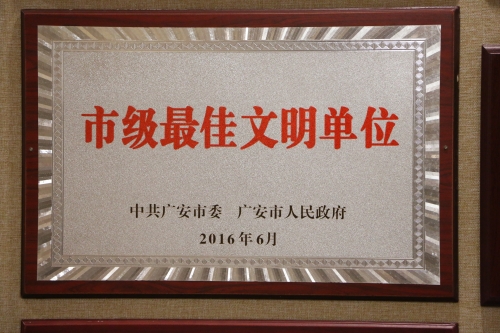 市级最佳文明单位
中共广安市委 广安市人民政府
2016年6月